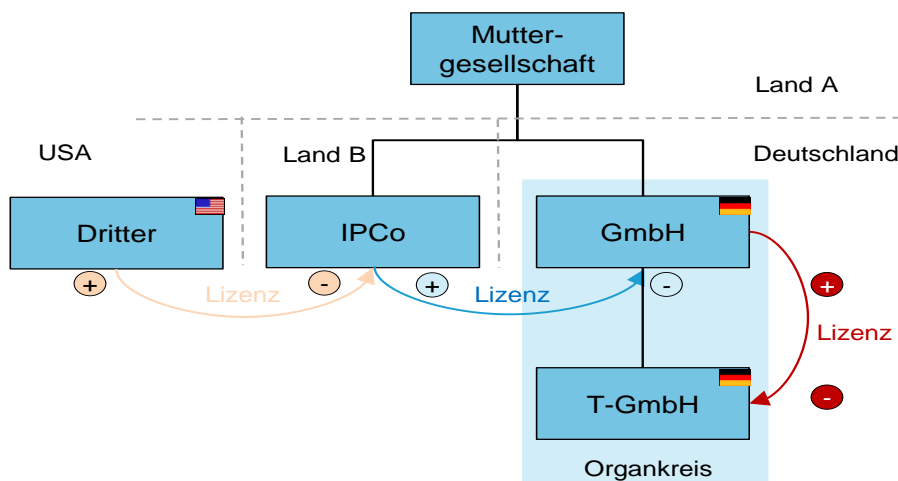 Mutter-
gesellschaft
Land A
USA
Land B
Deutschland
Dritter
IPCo
GmbH
+
Lizenz
-
+
Lizenz
-
+
Lizenz
-
T-GmbH
Organkreis